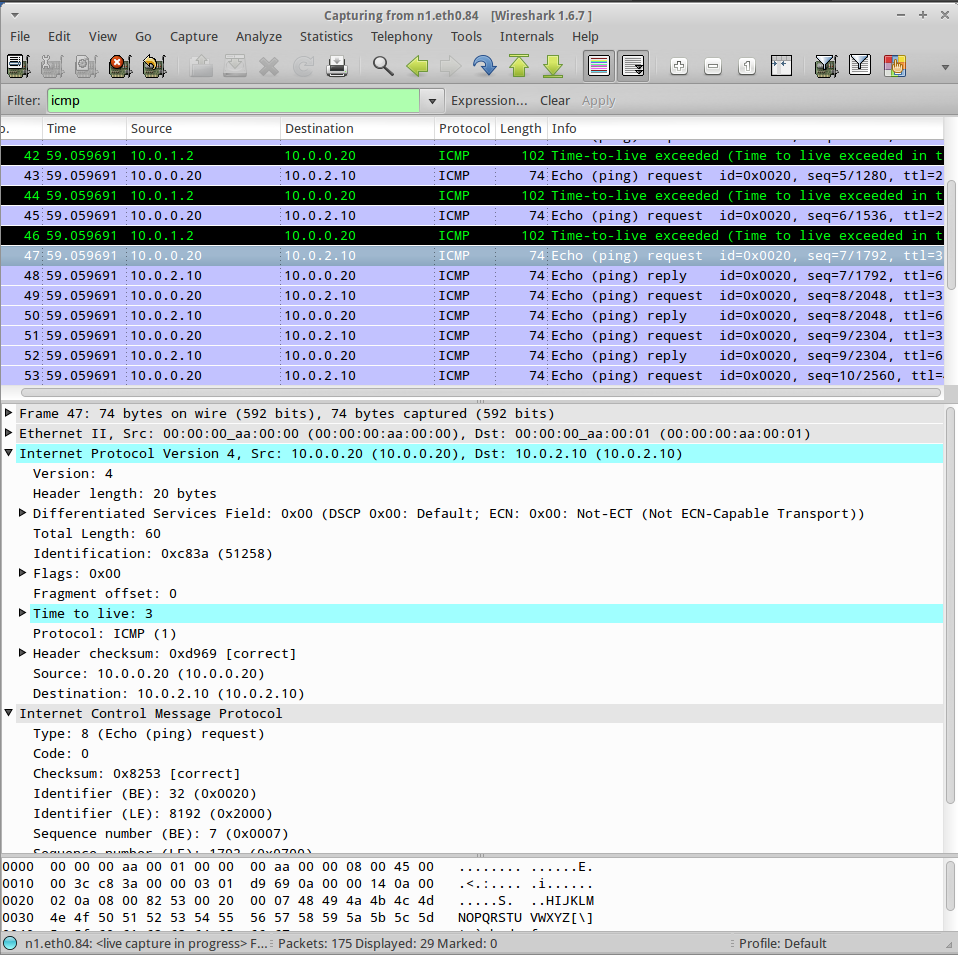 Capturing from n1.eth0.84 [Wireshark 1.6.7 ]
File Edit View Go Capture Analyze Statistics Telephony Tools Internals Help
Filter: icmp Expression... Clear Apply
o. Time Source Destination Protocol Length Info
42 59.059691 10.0.1.2 10.0.0.20 ICMP 102 Time-to-live exceeded (Time to live exceeded in t
43 59.059691 10.0.0.20 10.0.2.10 ICMP 74 Echo (ping) request id=0x0020, seq=5/1280, ttl=2
44 59.059691 10.0.1.2 10.0.0.20 ICMP 102 Time-to-live exceeded (Time to live exceeded in t
45 59.059691 10.0.0.20 10.0.2.10 ICMP 74 Echo (ping) request id=0x0020, seq=6/1536, ttl=2
46 59.059691 10.0.1.2 10.0.0.20 ICMP 102 Time-to-live exceeded (Time to live exceeded in t
47 59.059691 10.0.0.20 10.0.2.10 ICMP 74 Echo (ping) request id=0x0020, seq=7/1792, ttl=3
48 59.059691 10.0.2.10 10.0.0.20 ICMP 74 Echo (ping) reply id=0x0020, seq=7/1792, ttl=6
49 59.059691 10.0.0.20 10.0.2.10 ICMP 74 Echo (ping) request id=0x0020, seq=8/2048, ttl=3
50 59.059691 10.0.2.10 10.0.0.20 ICMP 74 Echo (ping) reply id=0x0020, seq=8/2048, ttl=6
51 59.059691 10.0.0.20 10.0.2.10 ICMP 74 Echo (ping) request id=0x0020, seq=9/2304, ttl=3
52 59.059691 10.0.2.10 10.0.0.20 ICMP 74 Echo (ping) reply id=0x0020, seq=9/2304, ttl=6
53 59.059691 10.0.0.20 10.0.2.10 ICMP 74 Echo (ping) request id=0x0020, seq=10/2560, ttl=
Frame 47: 74 bytes on wire (592 bits), 74 bytes captured (592 bits)
Ethernet II, Src: 00:00:00_aa:00:00 (00:00:00:aa:00:00), Dst: 00:00:00_aa:00:01 (00:00:00:aa:00:01)
Internet Protocol Version 4, Src: 10.0.0.20 (10.0.0.20), Dst: 10.0.2.10 (10.0.2.10)
Version: 4
Header length: 20 bytes
Differentiated Services Field: 0x00 (DSCP 0x00: Default; ECN: 0x00: Not-ECT (Not ECN-Capable Transport))
Total Length: 60
Identification: 0xc83a (51258)
Flags: 0x00
Fragment offset: 0
Time to live: 3
Protocol: ICMP (1)
Header checksum: 0xd969 [correct]
Source: 10.0.0.20 (10.0.0.20)
Destination: 10.0.2.10 (10.0.2.10)
Internet Control Message Protocol
Type: 8 (Echo (ping) request)
Code: 0
Checksum: 0x8253 [correct]
Identifier (BE): 32 (0x0020)
Identifier (LE): 8192 (0x2000)
Sequence number (BE): 7 (0x0007)
Sequence number (LE): 1792 (0x0700)
0000 00 00 00 aa 00 01 00 00 00 aa 00 00 08 00 45 00 ........ ......E.
0010 00 3c c8 3a 00 00 03 01 d9 69 0a 00 00 14 0a 00 .<.:.... .i......
0020 02 0a 08 00 82 53 00 20 00 07 48 49 4a 4b 4c 4d .....S. ..HIJKLM
0030 4e 4f 50 51 52 53 54 55 56 57 58 59 5a 5b 5c 5d NOPQRSTU VWXYZ[\]
n1.eth0.84: <live capture in progress> F... Packets: 175 Displayed: 29 Marked: 0 Profile: Default